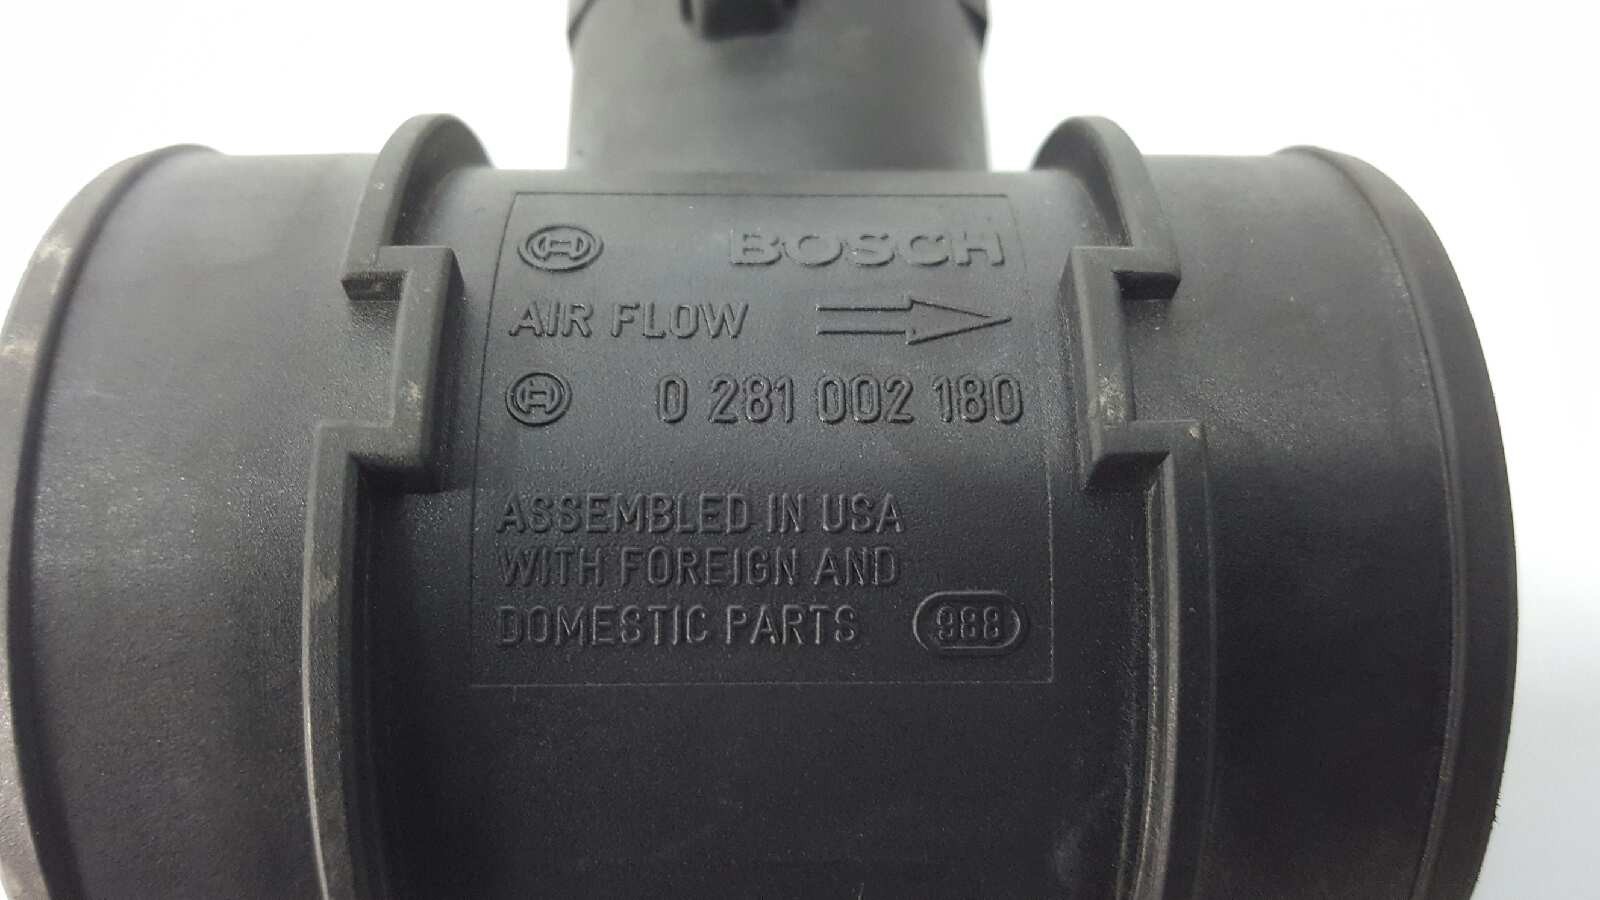 BOSCH
AIR FLOW
0 281 002 180
ASSEMBLED IN USA
WITH FOREIGN AND
DOMESTIC PARTS 988